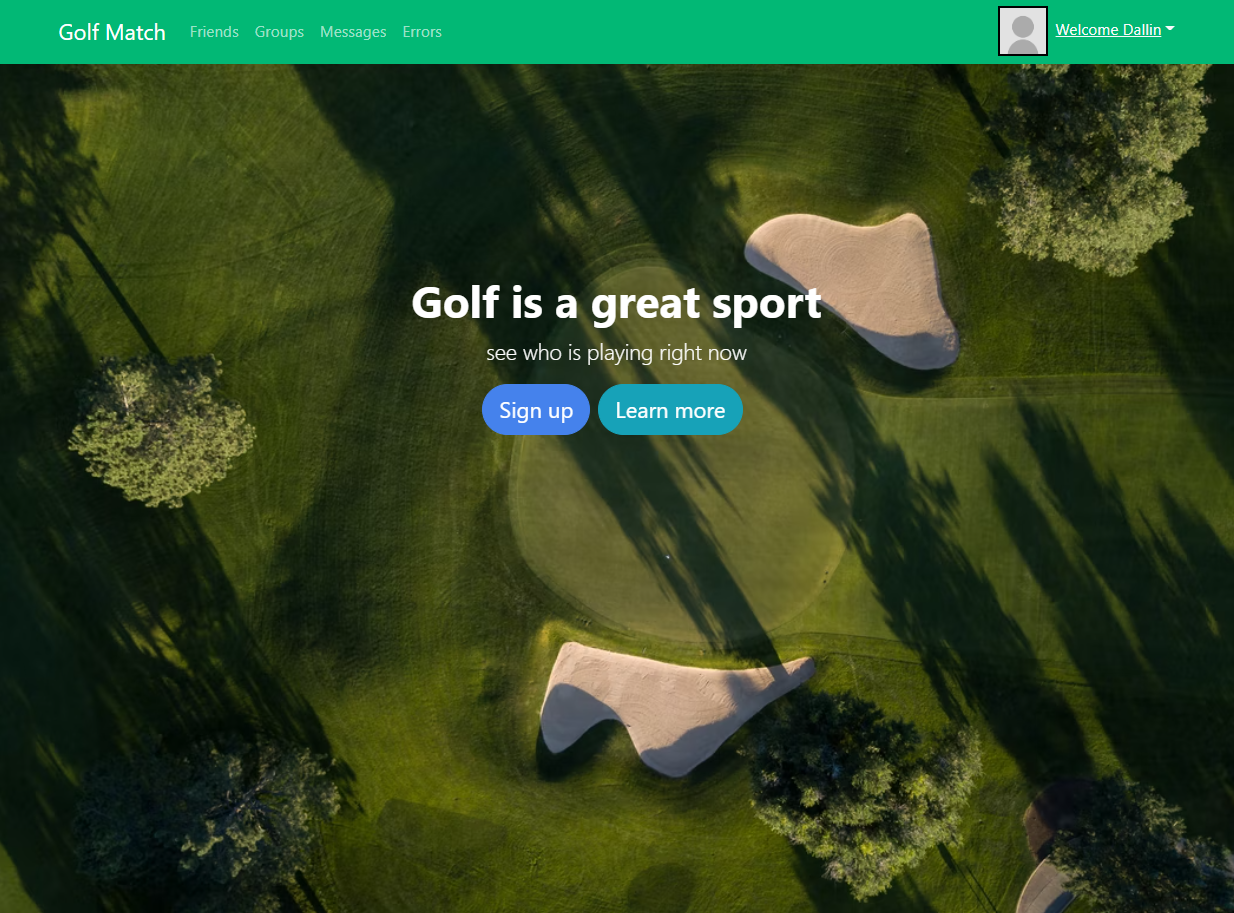 Golf Match Friends Groups Messages Errors Welcome Dallin
Golf is a great sport
see who is playing right now
Sign up Learn more